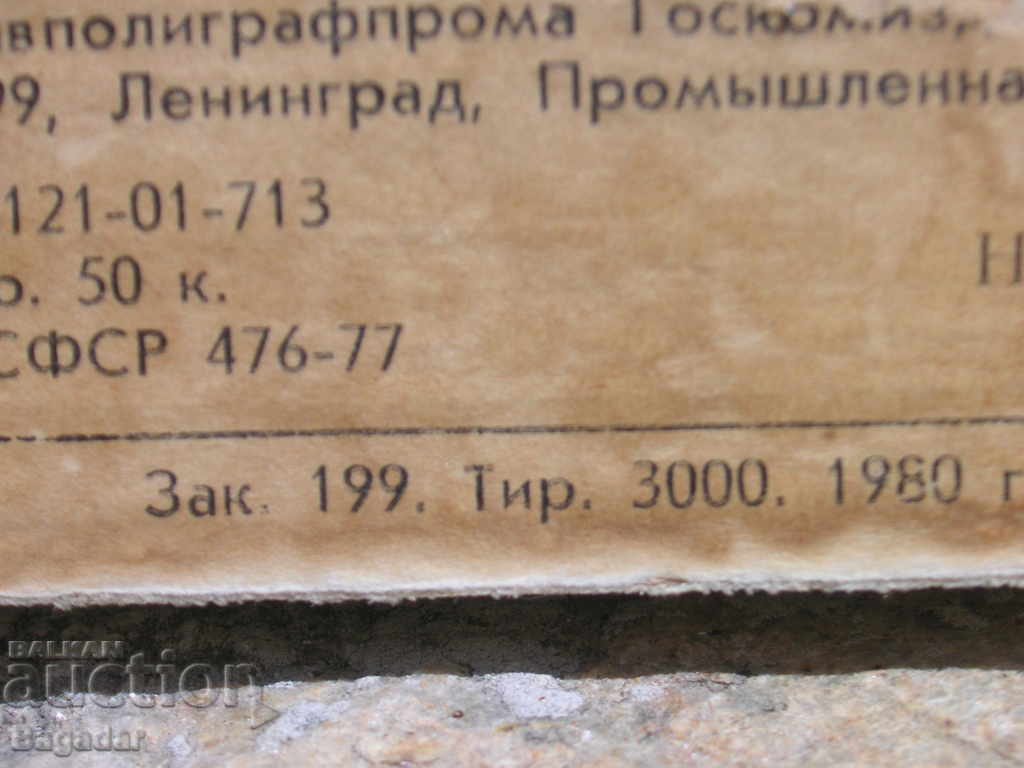 авполиграфпрома Госкомиз
99, Ленинград, Промышленна
121-01-713
р. 50 к.
Н
СФСР 476-77
Зак. 199. Тир. 3000. 1980 г
BALKAN
auction
Bagadar